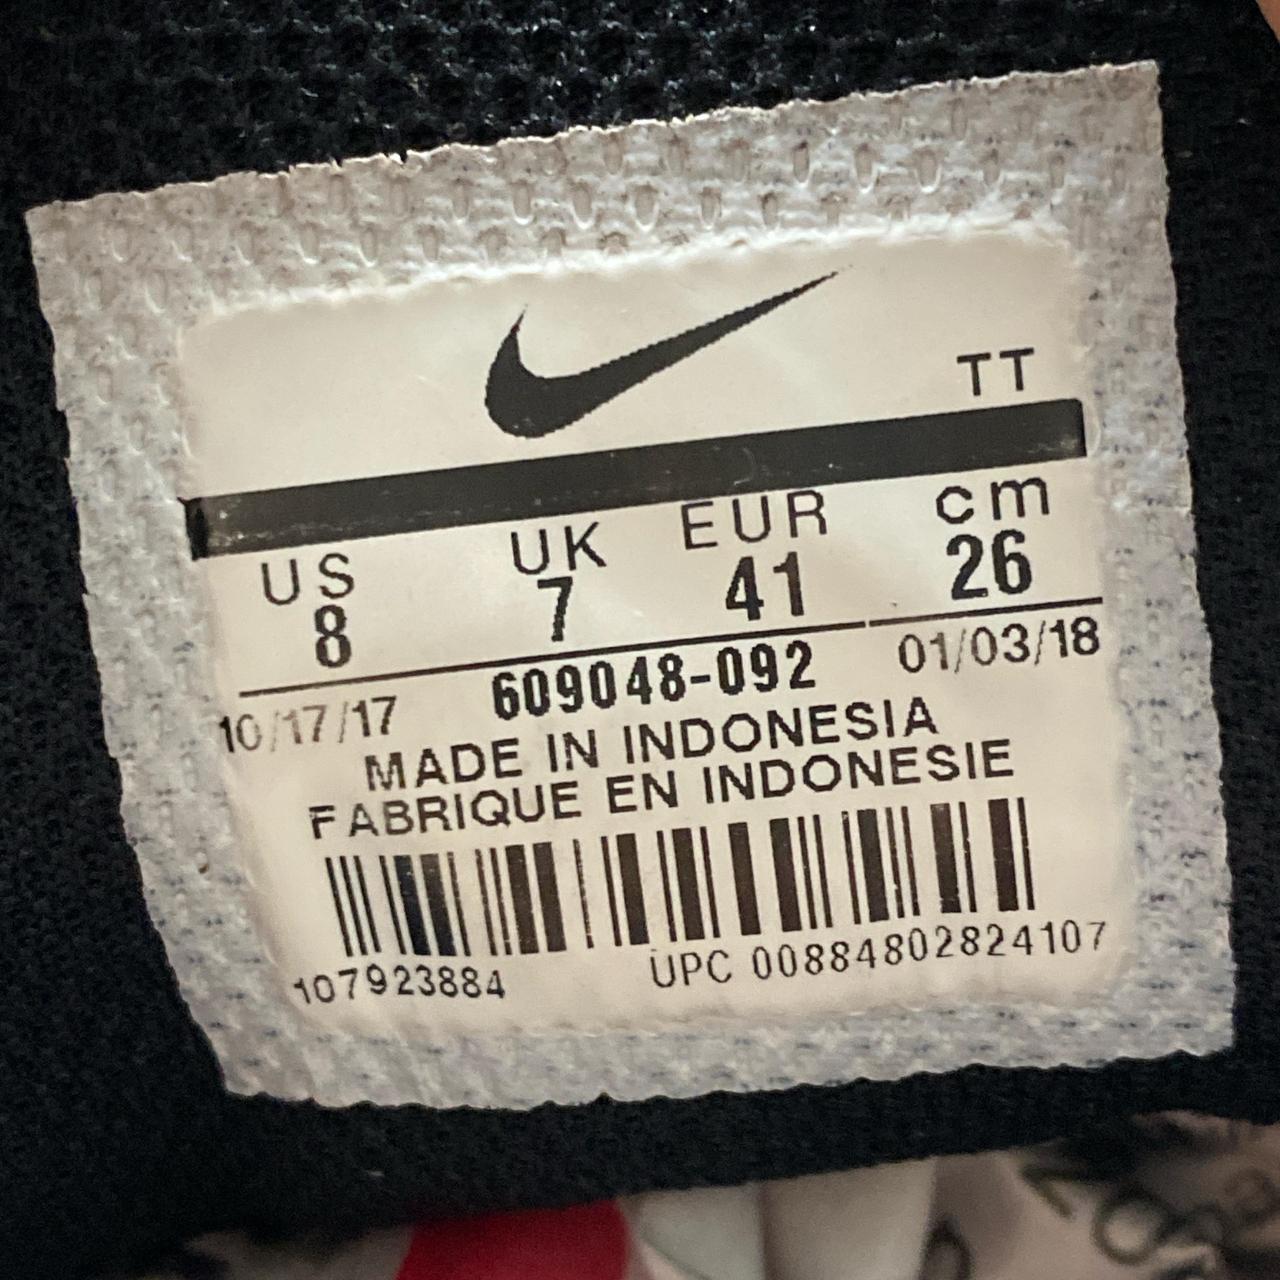 TT
US UK EUR cm
8 7 41 26
10/17/17 609048-092 01/03/18
MADE IN INDONESIA
FABRIQUE EN INDONESIE
107923884 UPC 00884802824107